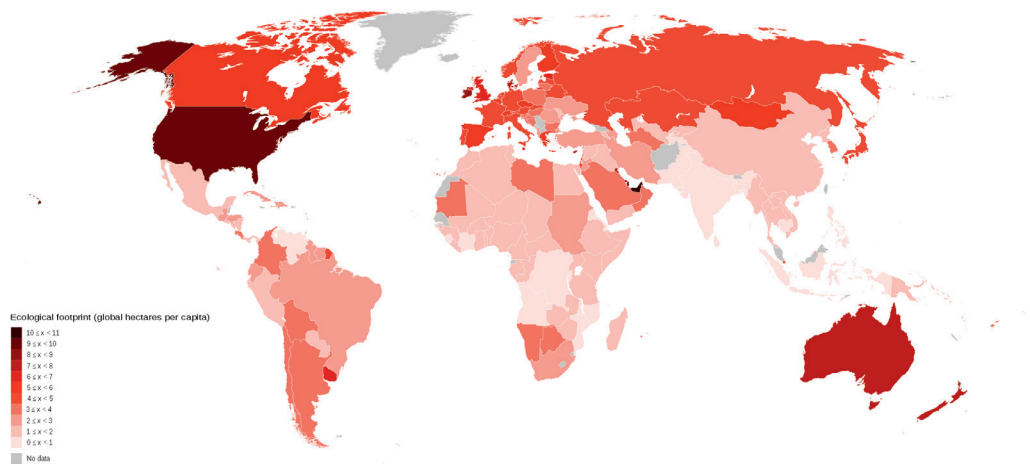 Ecological footprint (global hectares per capita)
10 ≤ x < 11
9 ≤ x < 10
8 ≤ x < 9
7 ≤ x < 8
6 ≤ x < 7
5 ≤ x < 6
4 ≤ x < 5
3 ≤ x < 4
2 ≤ x < 3
1 ≤ x < 2
0 ≤ x < 1
No data